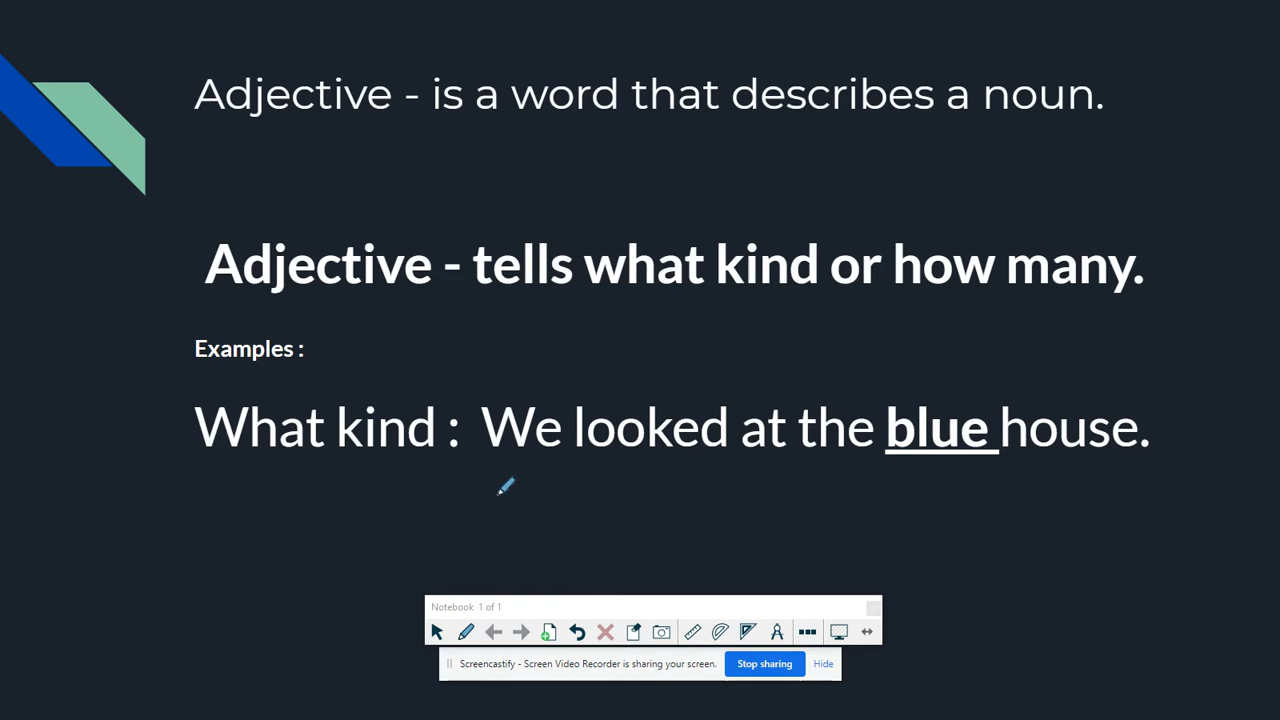 Adjective - is a word that describes a noun.
Adjective - tells what kind or how many.
Examples :
What kind : We looked at the blue house.
Notebook 1 of 1
Screencastify - Screen Video Recorder is sharing your screen. Stop sharing Hide